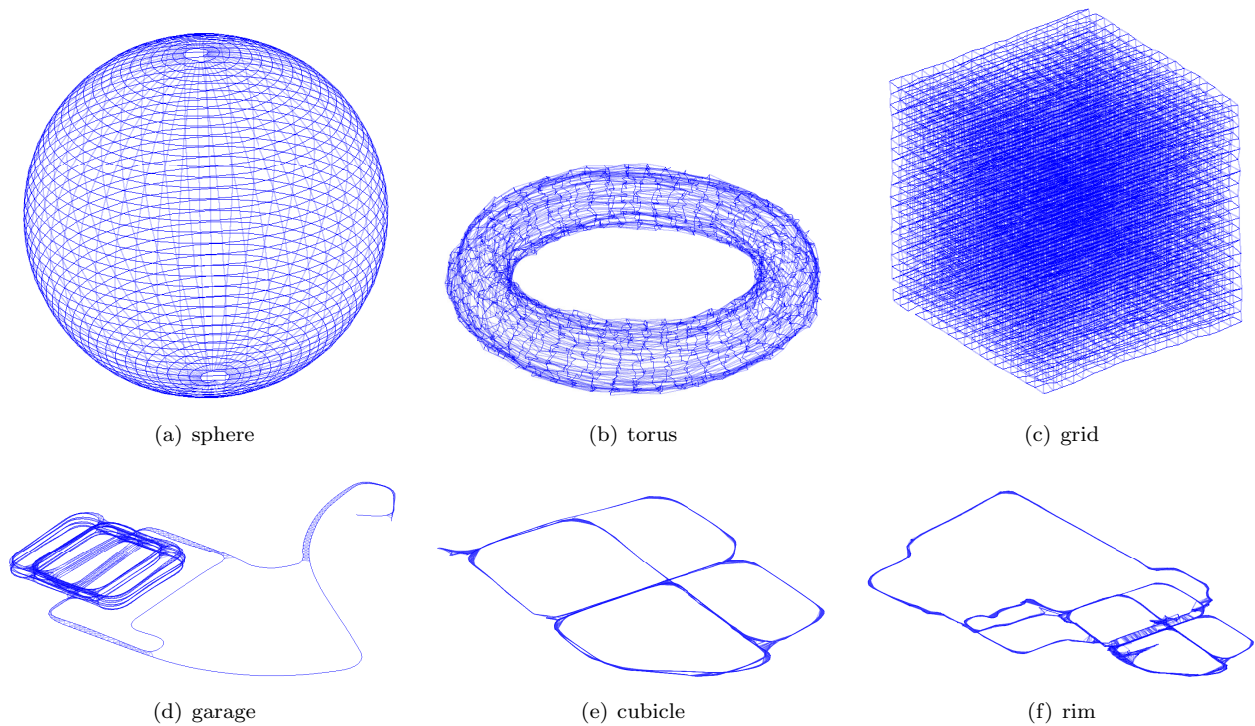 (a) sphere
(b) torus
(c) grid
(d) garage
(e) cubicle
(f) rim